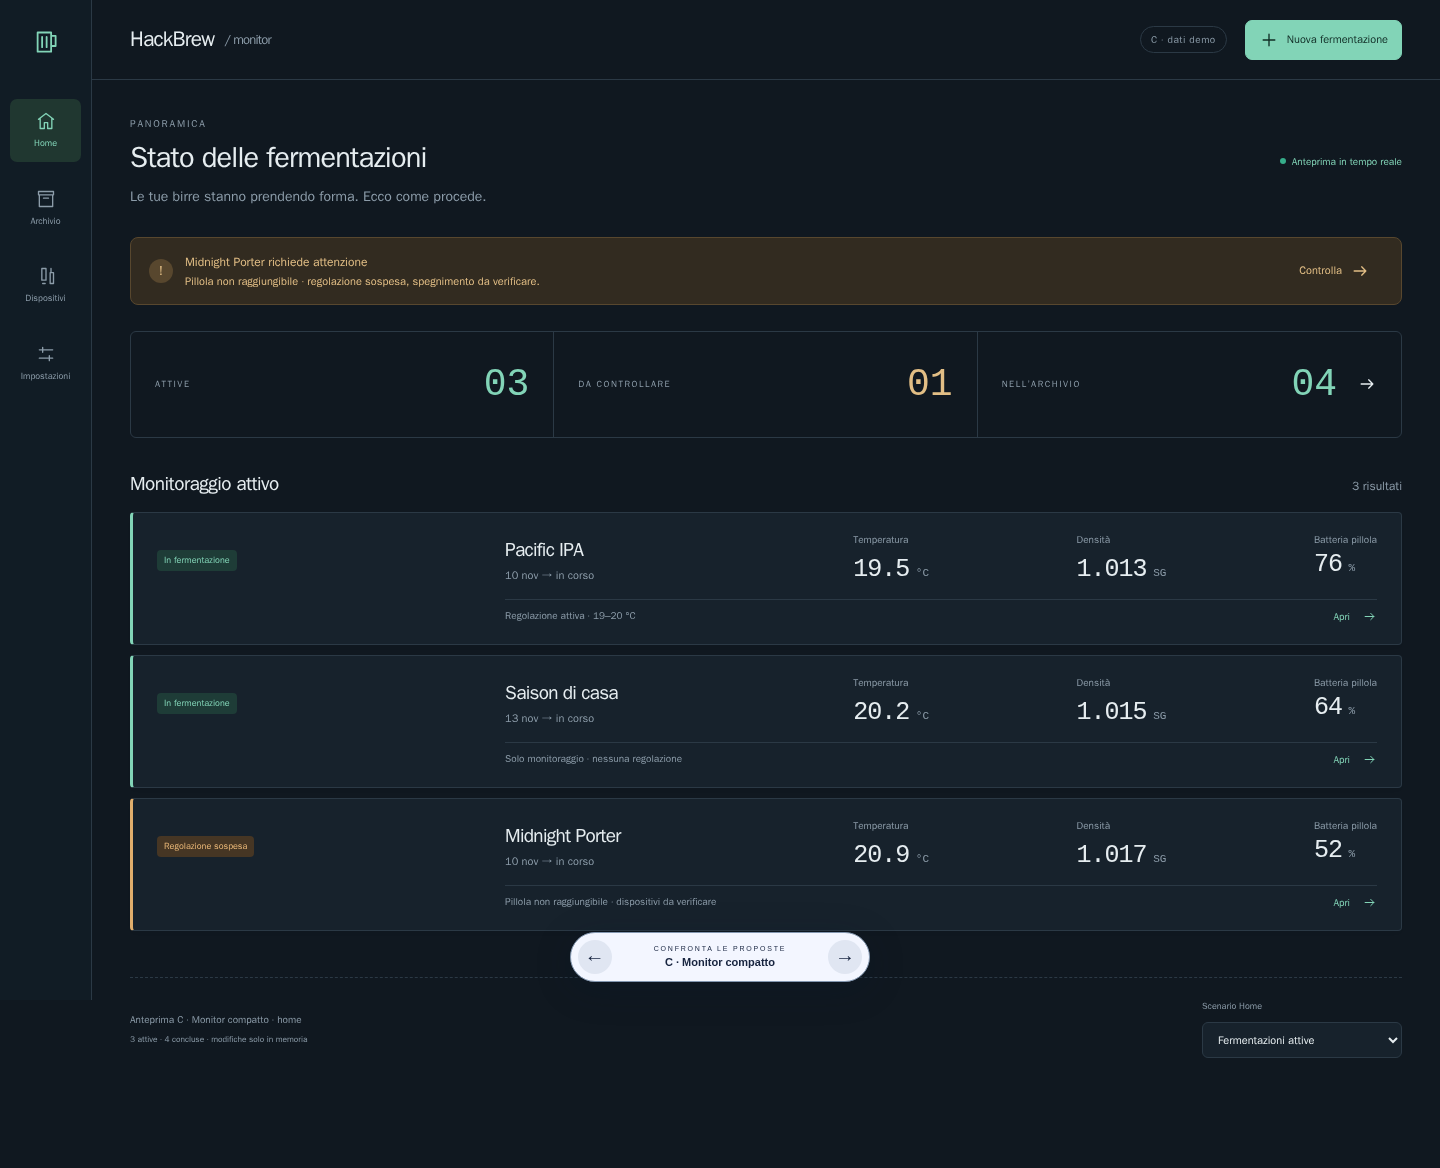 HackBrew / monitor
C · dati demo
Nuova fermentazione
Home
Archivio
Dispositivi
Impostazioni
PANORAMICA
Stato delle fermentazioni
Anteprima in tempo reale
Le tue birre stanno prendendo forma. Ecco come procede.
!
Midnight Porter richiede attenzione
Pillola non raggiungibile · regolazione sospesa, spegnimento da verificare.
Controlla →
ATTIVE 03
DA CONTROLLARE 01
NELL'ARCHIVIO 04 →
Monitoraggio attivo
3 risultati
In fermentazione
Pacific IPA
10 nov → in corso
Temperatura
19.5 °C
Densità
1.013 SG
Batteria pillola
76 %
Regolazione attiva · 19–20 °C
Apri →
In fermentazione
Saison di casa
13 nov → in corso
Temperatura
20.2 °C
Densità
1.015 SG
Batteria pillola
64 %
Solo monitoraggio · nessuna regolazione
Apri →
Regolazione sospesa
Midnight Porter
10 nov → in corso
Temperatura
20.9 °C
Densità
1.017 SG
Batteria pillola
52 %
Pillola non raggiungibile · dispositivi da verificare
Apri →
←
CONFRONTA LE PROPOSTE
C · Monitor compatto
→
Anteprima C · Monitor compatto · home
3 attive · 4 concluse · modifiche solo in memoria
Scenario Home
Fermentazioni attive